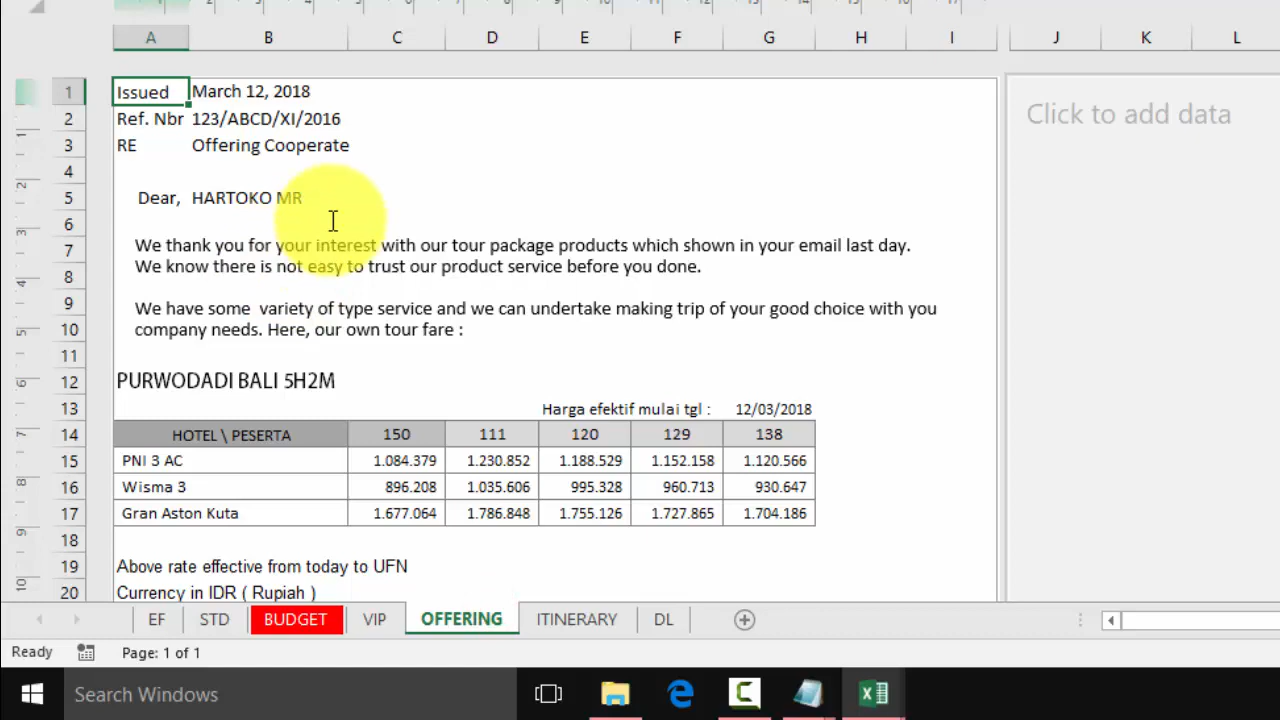 A B C D E F G H I J K L
1 Issued March 12, 2018
2 Ref. Nbr 123/ABCD/XI/2016
3 RE Offering Cooperate
4
5 Dear, HARTOKO MR
6
7 We thank you for your interest with our tour package products which shown in your email last day.
8 We know there is not easy to trust our product service before you done.
9 We have some variety of type service and we can undertake making trip of your good choice with you
10 company needs. Here, our own tour fare :
11
12 PURWODADI BALI 5H2M
13 Harga efektif mulai tgl : 12/03/2018
14 HOTEL \ PESERTA 150 111 120 129 138
15 PNI 3 AC 1.084.379 1.230.852 1.188.529 1.152.158 1.120.566
16 Wisma 3 896.208 1.035.606 995.328 960.713 930.647
17 Gran Aston Kuta 1.677.064 1.786.848 1.755.126 1.727.865 1.704.186
18
19 Above rate effective from today to UFN
20 Currency in IDR ( Rupiah )
Click to add data
EF STD BUDGET VIP OFFERING ITINERARY DL
Ready Page: 1 of 1
Search Windows